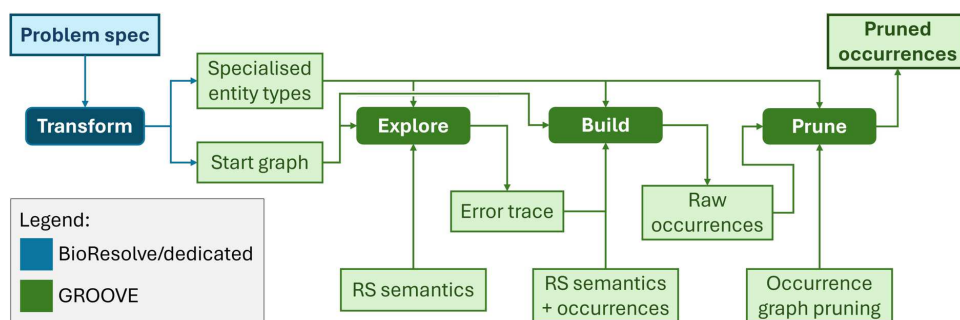 Problem spec
Pruned
occurrences
Specialised
entity types
Transform
Explore
Build
Prune
Start graph
Error trace
Raw
occurrences
Legend:
BioResolve/dedicated
GROOVE
RS semantics
RS semantics
+ occurrences
Occurrence
graph pruning